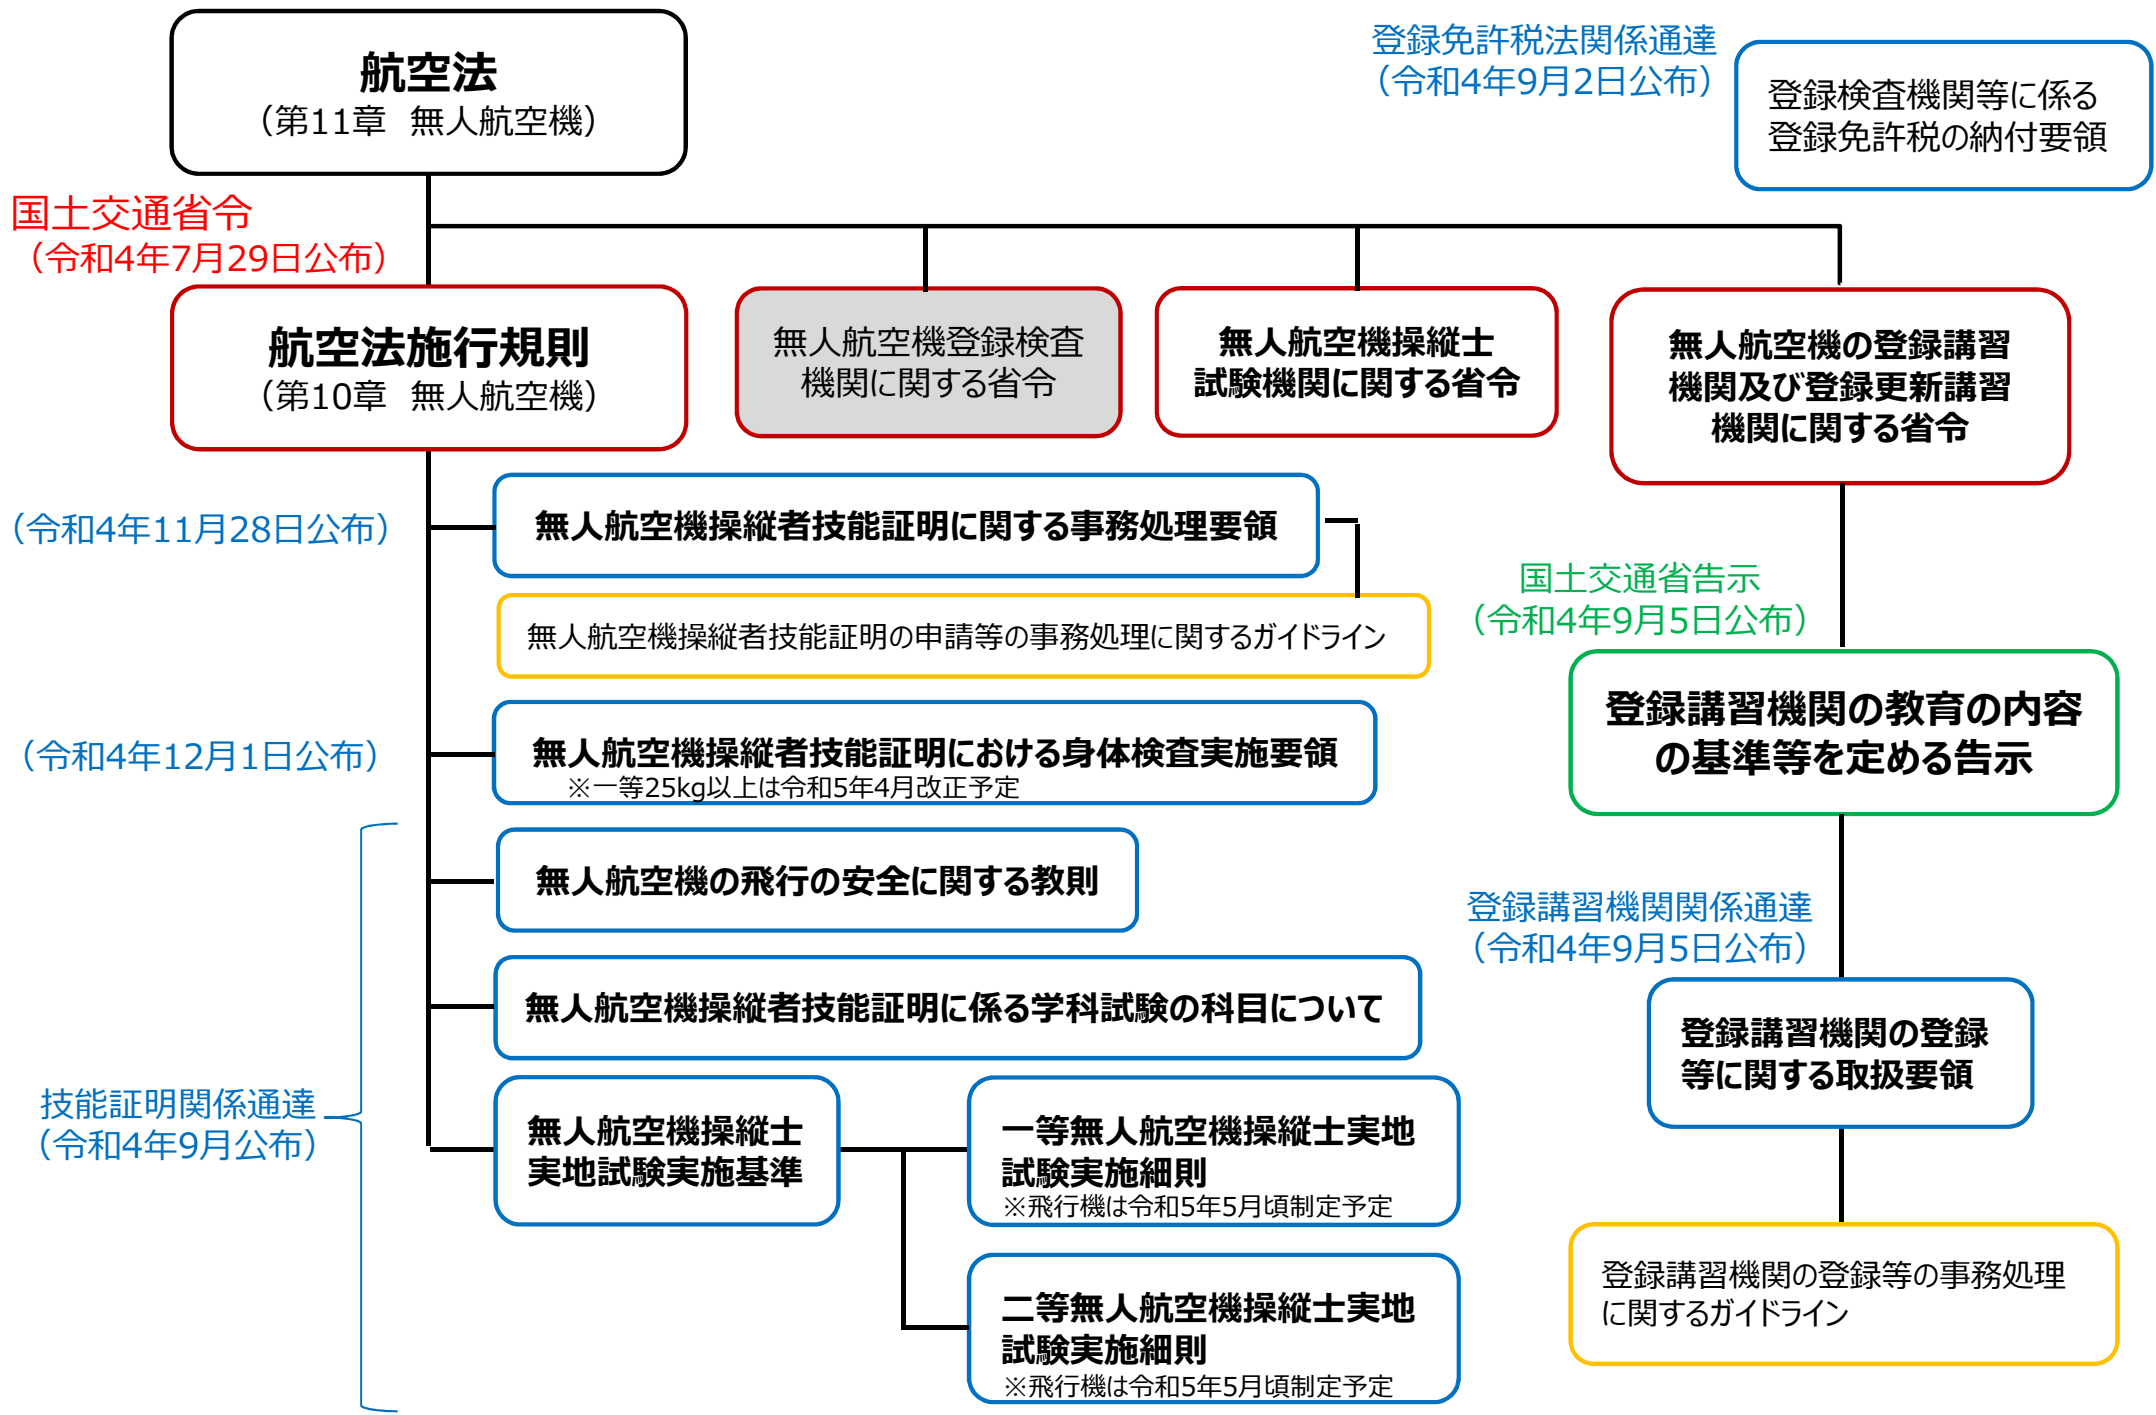 航空法
（第11章　無人航空機）
登録免許税法関係通達
（令和4年9月2日公布）
登録検査機関等に係る
登録免許税の納付要領
国土交通省令
（令和4年7月29日公布）
航空法施行規則
（第10章　無人航空機）
無人航空機登録検査
機関に関する省令
無人航空機操縦士
試験機関に関する省令
無人航空機の登録講習
機関及び登録更新講習
機関に関する省令
（令和4年11月28日公布）
無人航空機操縦者技能証明に関する事務処理要領
無人航空機操縦者技能証明の申請等の事務処理に関するガイドライン
国土交通省告示
（令和4年9月5日公布）
登録講習機関の教育の内容
の基準等を定める告示
（令和4年12月1日公布）
無人航空機操縦者技能証明における身体検査実施要領
※一等25kg以上は令和5年4月改正予定
無人航空機の飛行の安全に関する教則
登録講習機関関係通達
（令和4年9月5日公布）
無人航空機操縦者技能証明に係る学科試験の科目について
登録講習機関の登録
等に関する取扱要領
技能証明関係通達
（令和4年9月公布）
無人航空機操縦士
実地試験実施基準
一等無人航空機操縦士実地
試験実施細則
※飛行機は令和5年5月頃制定予定
二等無人航空機操縦士実地
試験実施細則
※飛行機は令和5年5月頃制定予定
登録講習機関の登録等の事務処理
に関するガイドライン